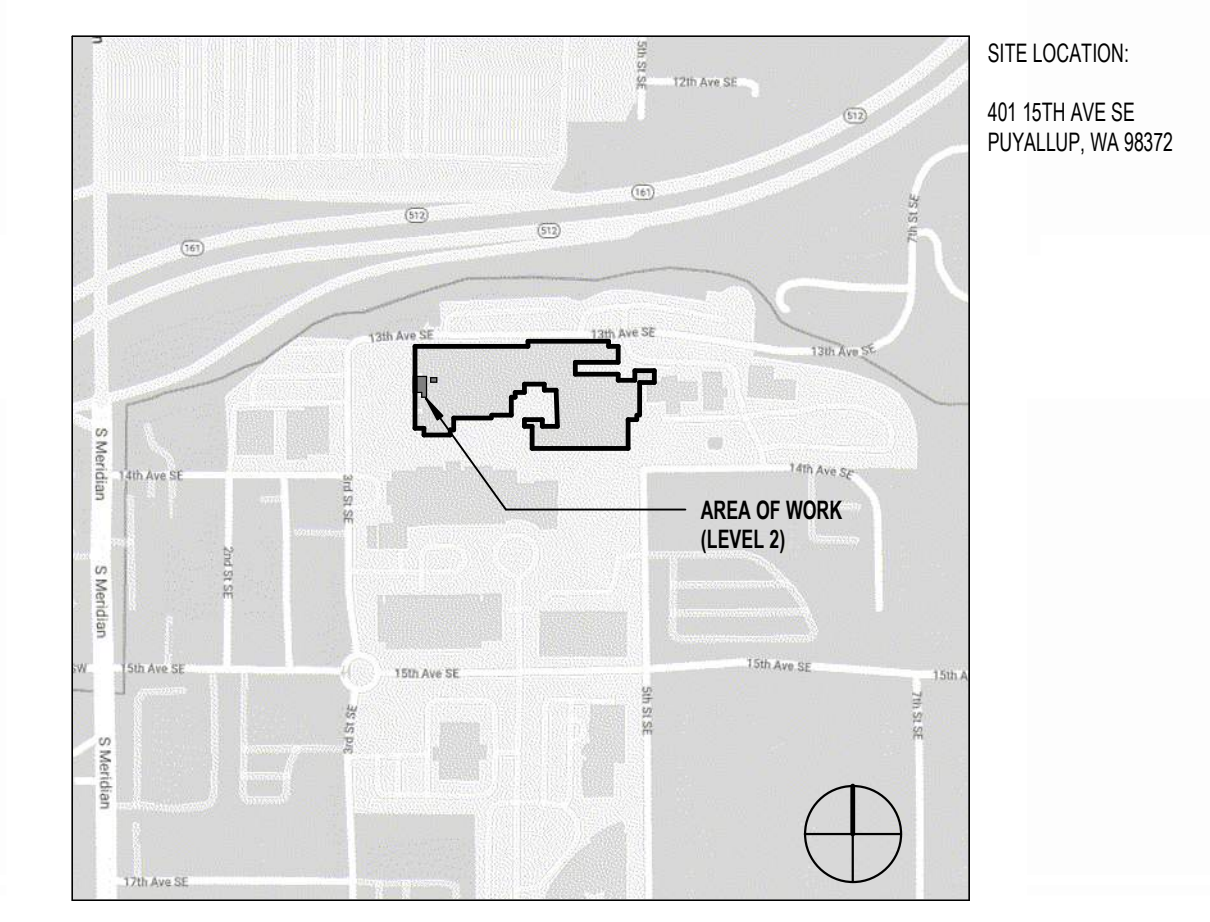 SITE LOCATION:
401 15TH AVE SE
PUYALLUP, WA 98372
5th St SE
12th Ave SE
512
161
512
512
161
7th St SE
13th Ave SE
13th Ave SE
13th Ave SE
S Meridian
14th Ave SE
3rd St SE
14th Ave SE
AREA OF WORK
(LEVEL 2)
2nd St SE
S Meridian
SW
15th Ave SE
15th Ave SE
15th Ave SE
15th A
3rd St SE
5th St SE
7th St SE
S Meridian
17th Ave SE